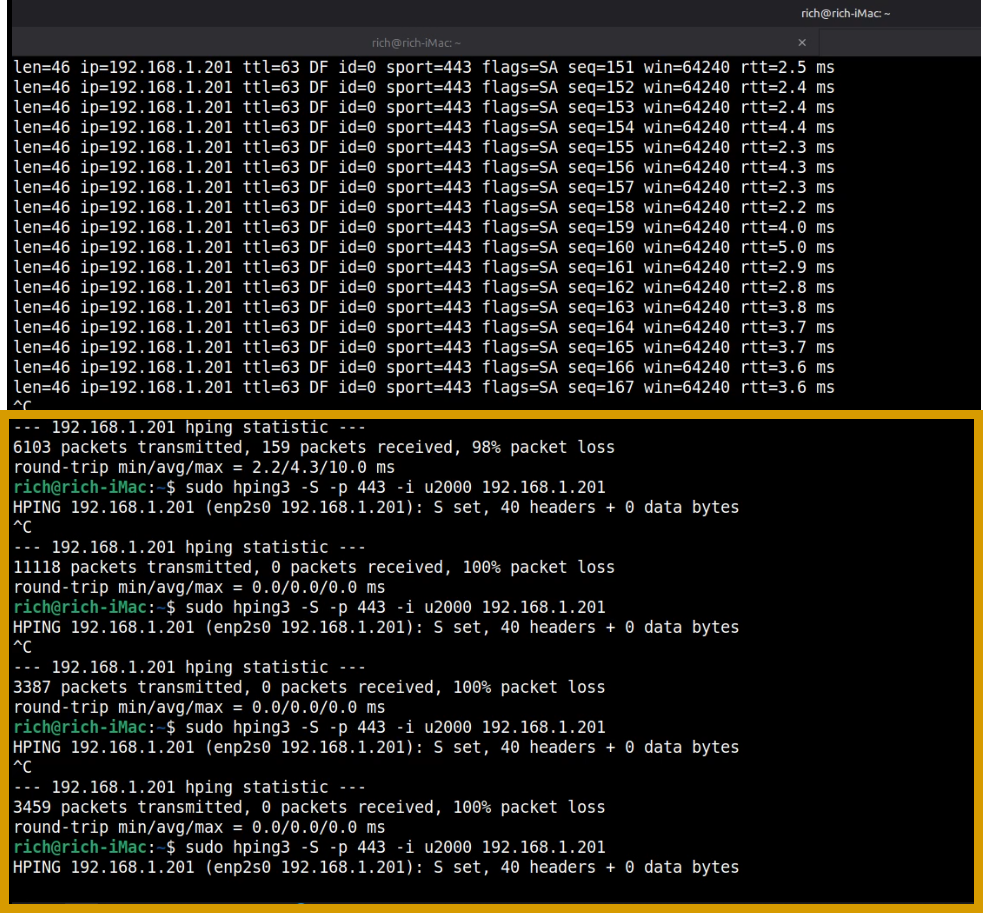 rich@rich-iMac: ~
rich@rich-iMac: ~ ×
len=46 ip=192.168.1.201 ttl=63 DF id=0 sport=443 flags=SA seq=151 win=64240 rtt=2.5 ms
len=46 ip=192.168.1.201 ttl=63 DF id=0 sport=443 flags=SA seq=152 win=64240 rtt=2.4 ms
len=46 ip=192.168.1.201 ttl=63 DF id=0 sport=443 flags=SA seq=153 win=64240 rtt=2.4 ms
len=46 ip=192.168.1.201 ttl=63 DF id=0 sport=443 flags=SA seq=154 win=64240 rtt=4.4 ms
len=46 ip=192.168.1.201 ttl=63 DF id=0 sport=443 flags=SA seq=155 win=64240 rtt=2.3 ms
len=46 ip=192.168.1.201 ttl=63 DF id=0 sport=443 flags=SA seq=156 win=64240 rtt=4.3 ms
len=46 ip=192.168.1.201 ttl=63 DF id=0 sport=443 flags=SA seq=157 win=64240 rtt=2.3 ms
len=46 ip=192.168.1.201 ttl=63 DF id=0 sport=443 flags=SA seq=158 win=64240 rtt=2.2 ms
len=46 ip=192.168.1.201 ttl=63 DF id=0 sport=443 flags=SA seq=159 win=64240 rtt=4.0 ms
len=46 ip=192.168.1.201 ttl=63 DF id=0 sport=443 flags=SA seq=160 win=64240 rtt=5.0 ms
len=46 ip=192.168.1.201 ttl=63 DF id=0 sport=443 flags=SA seq=161 win=64240 rtt=2.9 ms
len=46 ip=192.168.1.201 ttl=63 DF id=0 sport=443 flags=SA seq=162 win=64240 rtt=2.8 ms
len=46 ip=192.168.1.201 ttl=63 DF id=0 sport=443 flags=SA seq=163 win=64240 rtt=3.8 ms
len=46 ip=192.168.1.201 ttl=63 DF id=0 sport=443 flags=SA seq=164 win=64240 rtt=3.7 ms
len=46 ip=192.168.1.201 ttl=63 DF id=0 sport=443 flags=SA seq=165 win=64240 rtt=3.7 ms
len=46 ip=192.168.1.201 ttl=63 DF id=0 sport=443 flags=SA seq=166 win=64240 rtt=3.6 ms
len=46 ip=192.168.1.201 ttl=63 DF id=0 sport=443 flags=SA seq=167 win=64240 rtt=3.6 ms
^C
--- 192.168.1.201 hping statistic ---
6103 packets transmitted, 159 packets received, 98% packet loss
round-trip min/avg/max = 2.2/4.3/10.0 ms
rich@rich-iMac:~$ sudo hping3 -S -p 443 -i u2000 192.168.1.201
HPING 192.168.1.201 (enp2s0 192.168.1.201): S set, 40 headers + 0 data bytes
^C
--- 192.168.1.201 hping statistic ---
11118 packets transmitted, 0 packets received, 100% packet loss
round-trip min/avg/max = 0.0/0.0/0.0 ms
rich@rich-iMac:~$ sudo hping3 -S -p 443 -i u2000 192.168.1.201
HPING 192.168.1.201 (enp2s0 192.168.1.201): S set, 40 headers + 0 data bytes
^C
--- 192.168.1.201 hping statistic ---
3387 packets transmitted, 0 packets received, 100% packet loss
round-trip min/avg/max = 0.0/0.0/0.0 ms
rich@rich-iMac:~$ sudo hping3 -S -p 443 -i u2000 192.168.1.201
HPING 192.168.1.201 (enp2s0 192.168.1.201): S set, 40 headers + 0 data bytes
^C
--- 192.168.1.201 hping statistic ---
3459 packets transmitted, 0 packets received, 100% packet loss
round-trip min/avg/max = 0.0/0.0/0.0 ms
rich@rich-iMac:~$ sudo hping3 -S -p 443 -i u2000 192.168.1.201
HPING 192.168.1.201 (enp2s0 192.168.1.201): S set, 40 headers + 0 data bytes